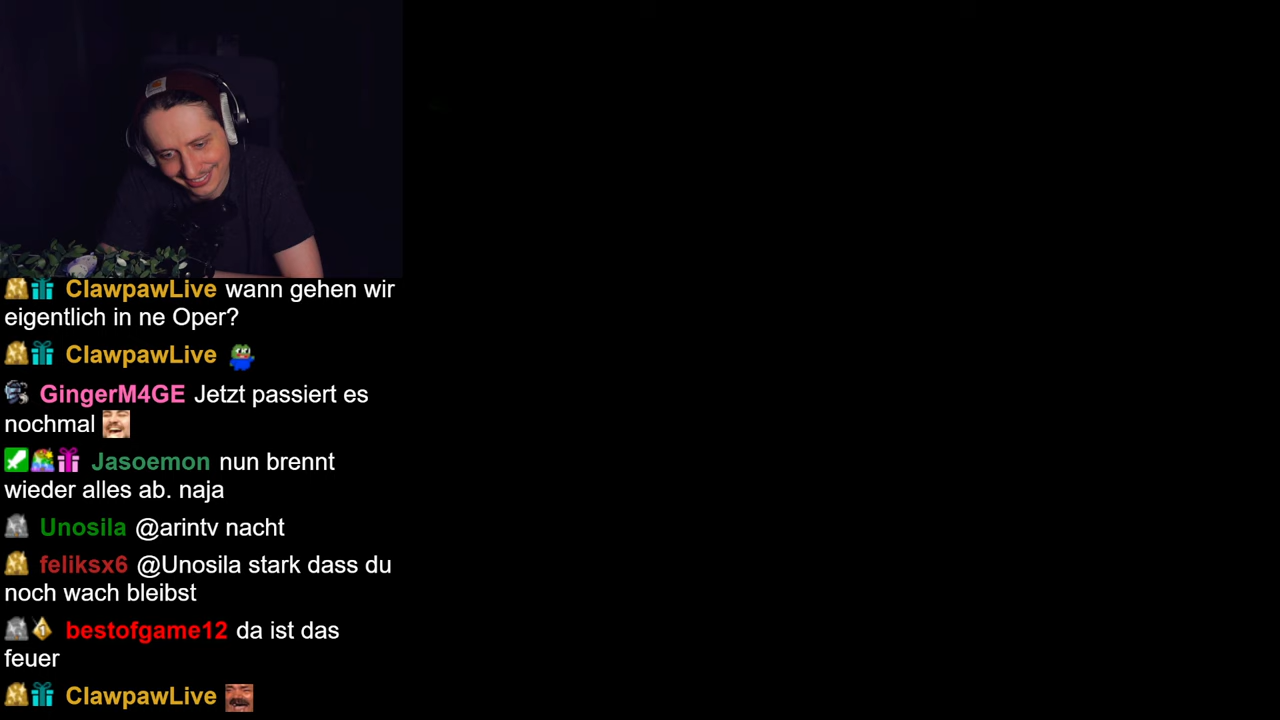 ClawpawLive wann gehen wir
eigentlich in ne Oper?
ClawpawLive
GingerM4GE Jetzt passiert es
nochmal
Jasoemon nun brennt
wieder alles ab. naja
Unosila @arintv nacht
feliksx6 @Unosila stark dass du
noch wach bleibst
bestofgame12 da ist das
feuer
ClawpawLive